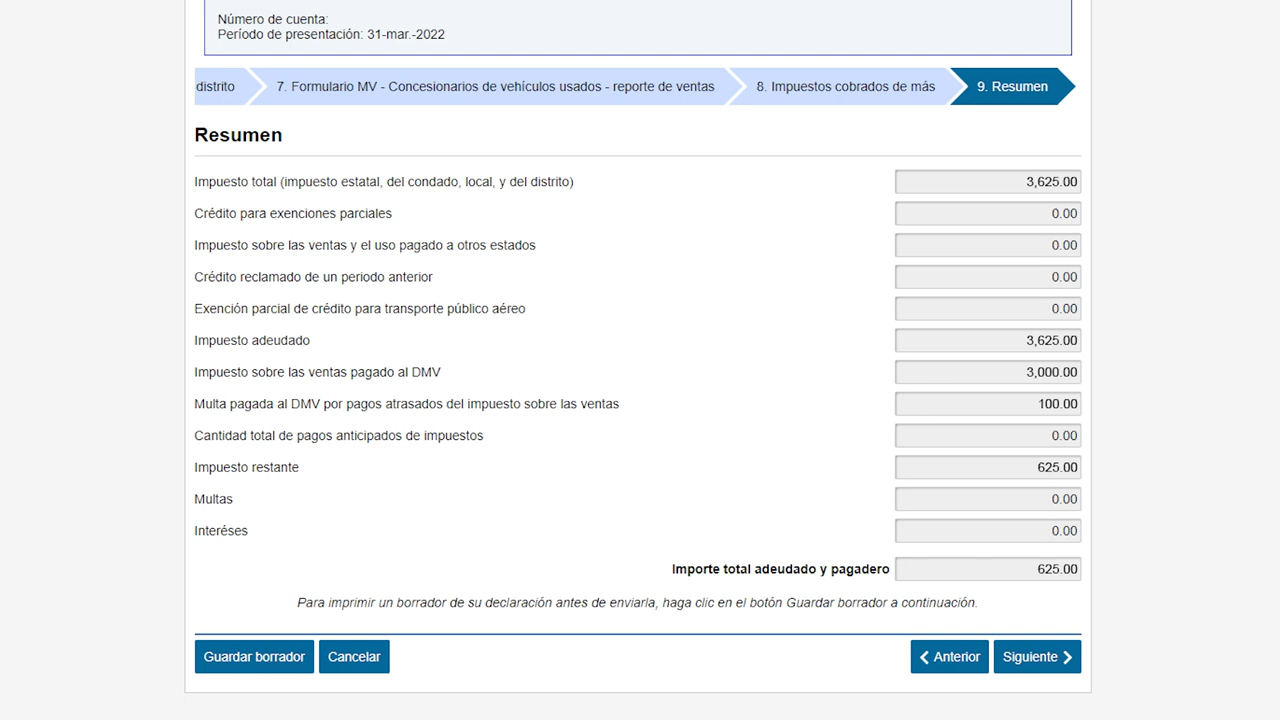 Número de cuenta:
Período de presentación: 31-mar.-2022
distrito
7. Formulario MV - Concesionarios de vehículos usados - reporte de ventas
8. Impuestos cobrados de más
9. Resumen
Resumen
Impuesto total (impuesto estatal, del condado, local, y del distrito) 3,625.00
Crédito para exenciones parciales 0.00
Impuesto sobre las ventas y el uso pagado a otros estados 0.00
Crédito reclamado de un periodo anterior 0.00
Exención parcial de crédito para transporte público aéreo 0.00
Impuesto adeudado 3,625.00
Impuesto sobre las ventas pagado al DMV 3,000.00
Multa pagada al DMV por pagos atrasados del impuesto sobre las ventas 100.00
Cantidad total de pagos anticipados de impuestos 0.00
Impuesto restante 625.00
Multas 0.00
Interéses 0.00
Importe total adeudado y pagadero 625.00
Para imprimir un borrador de su declaración antes de enviarla, haga clic en el botón Guardar borrador a continuación.
Guardar borrador
Cancelar
Anterior
Siguiente